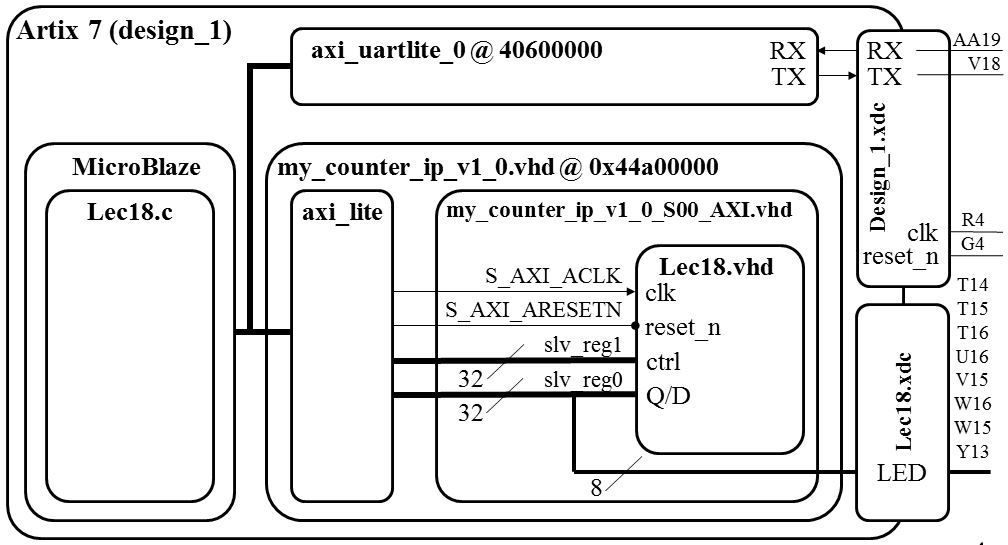 Artix 7 (design_1)
axi_uartlite_0 @ 40600000
RX
TX
RX
TX
AA19
V18
Design_1.xdc
clk
reset_n
R4
G4
MicroBlaze
Lec18.c
my_counter_ip_v1_0.vhd @ 0x44a00000
axi_lite
my_counter_ip_v1_0_S00_AXI.vhd
Lec18.vhd
S_AXI_ACLK
clk
S_AXI_ARESETN
reset_n
slv_reg1
ctrl
32
slv_reg0
Q/D
32
8
Lec18.xdc
LED
T14
T15
T16
U16
V15
W16
W15
Y13